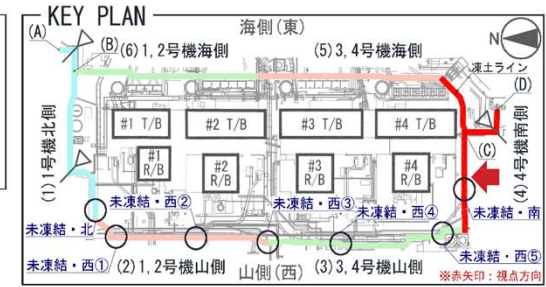 KEY PLAN
海側(東)
N
(A)
(B)
(6)1,2号機海側
(5)3,4号機海側
凍土ライン
(D)
#1 T/B
#2 T/B
#3 T/B
#4 T/B
(C)
(1)1号機北側
(4)4号機南側
#1
R/B
#2
R/B
#3
R/B
#4
R/B
未凍結・西②
未凍結・西③
未凍結・西④
未凍結・南
未凍結・北
未凍結・西①
(2)1,2号機山側
山側(西)
(3)3,4号機山側
未凍結・西⑤
※赤矢印:視点方向